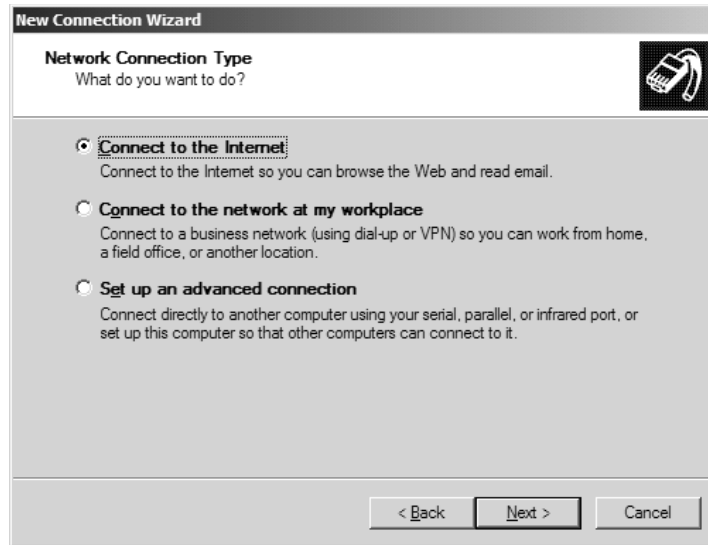 New Connection Wizard
Network Connection Type
What do you want to do?
Connect to the Internet
Connect to the Internet so you can browse the Web and read email.
Connect to the network at my workplace
Connect to a business network (using dial-up or VPN) so you can work from home,
a field office, or another location.
Set up an advanced connection
Connect directly to another computer using your serial, parallel, or infrared port, or
set up this computer so that other computers can connect to it.
< Back
Next >
Cancel